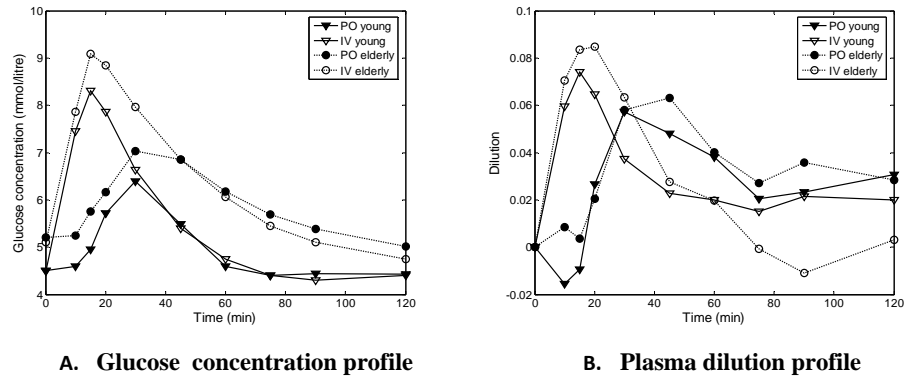 10
9
8
7
6
5
4
0 20 40 60 80 100 120
Glucose concentration (mmol/litre)
Time (min)
PO young
IV young
PO elderly
IV elderly
A. Glucose concentration profile
0.1
0.08
0.06
0.04
0.02
0
-0.02
0 20 40 60 80 100 120
Dilution
Time (min)
PO young
IV young
PO elderly
IV elderly
B. Plasma dilution profile